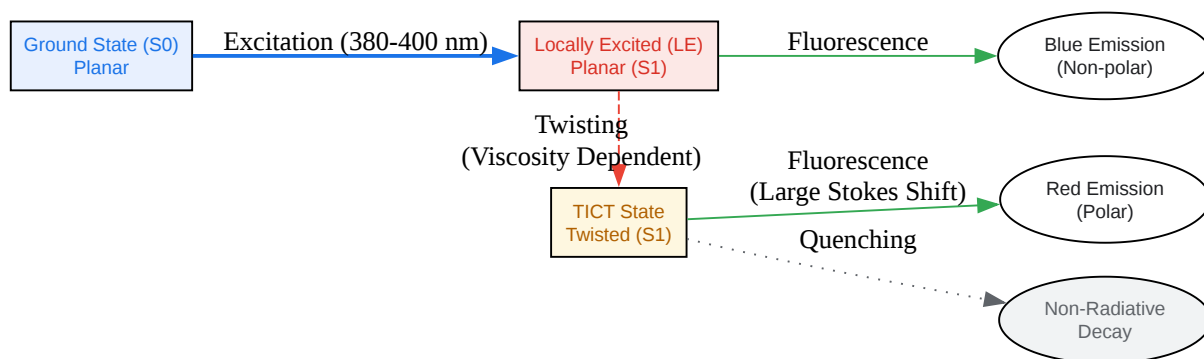 Ground State (S0)
Planar
Excitation (380-400 nm)
Locally Excited (LE)
Planar (S1)
Fluorescence
Blue Emission
(Non-polar)
Twisting
(Viscosity Dependent)
TICT State
Twisted (S1)
Fluorescence
(Large Stokes Shift)
Red Emission
(Polar)
Quenching
Non-Radiative
Decay